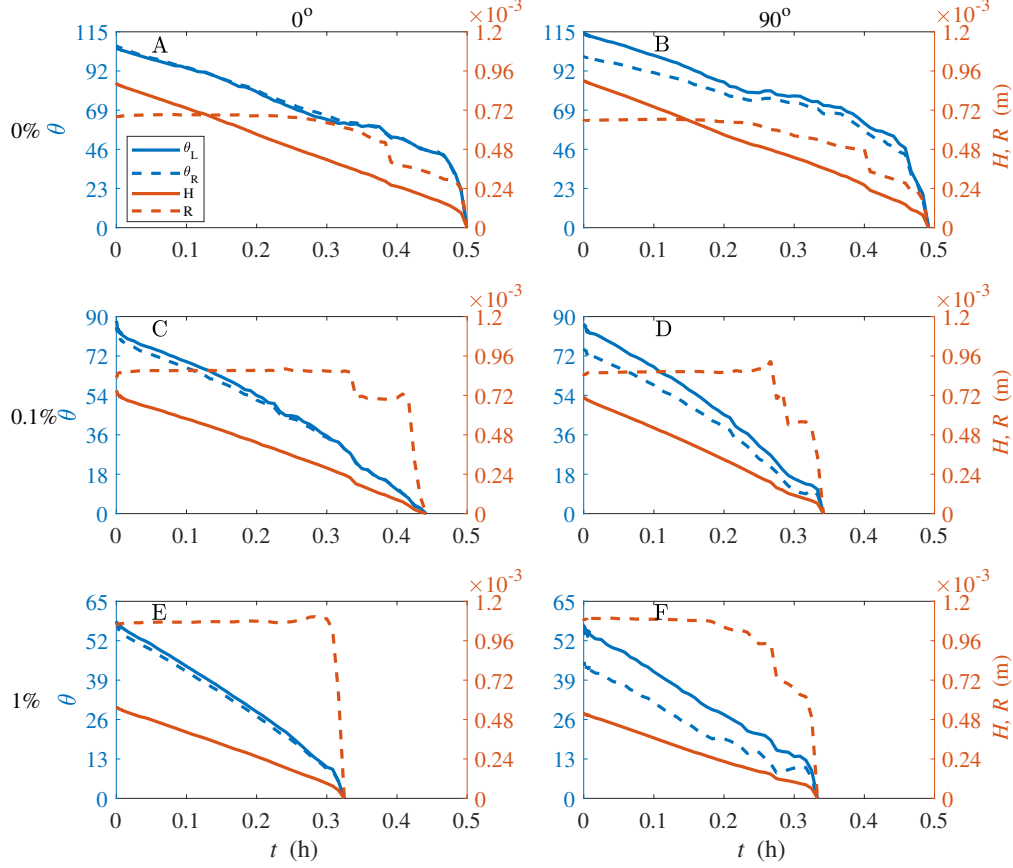 0° 90°
×10-3 ×10-3
115 A 1.2 115 B 1.2
92 0.96 92 0.96
69 0.72 69 0.72
0% θ H, R (m)
46 0.48 46 0.48
23 0.24 23 0.24
0 0 0 0
θL
θR
H
R
0 0.1 0.2 0.3 0.4 0.5 0 0.1 0.2 0.3 0.4 0.5
×10-3 ×10-3
90 C 1.2 90 D 1.2
72 0.96 72 0.96
54 0.72 54 0.72
0.1% θ H, R (m)
36 0.48 36 0.48
18 0.24 18 0.24
0 0 0 0
0 0.1 0.2 0.3 0.4 0.5 0 0.1 0.2 0.3 0.4 0.5
×10-3 ×10-3
65 E 1.2 65 F 1.2
52 0.96 52 0.96
39 0.72 39 0.72
1% θ H, R (m)
26 0.48 26 0.48
13 0.24 13 0.24
0 0 0 0
0 0.1 0.2 0.3 0.4 0.5 0 0.1 0.2 0.3 0.4 0.5
t (h) t (h)